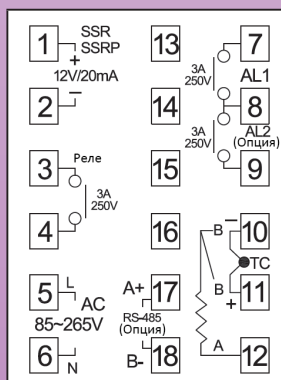 1 SSR SSRP
+
12V/20mA
2 −
3 Реле
3A
250V
4
5 L
AC
85~265V
6 N
13
14
15
16
A+ 17
RS-485
(Опция)
B- 18
7
3A
250V
AL1
8
3A
250V
AL2
(Опция)
9
B − 10
TC
B + 11
A 12